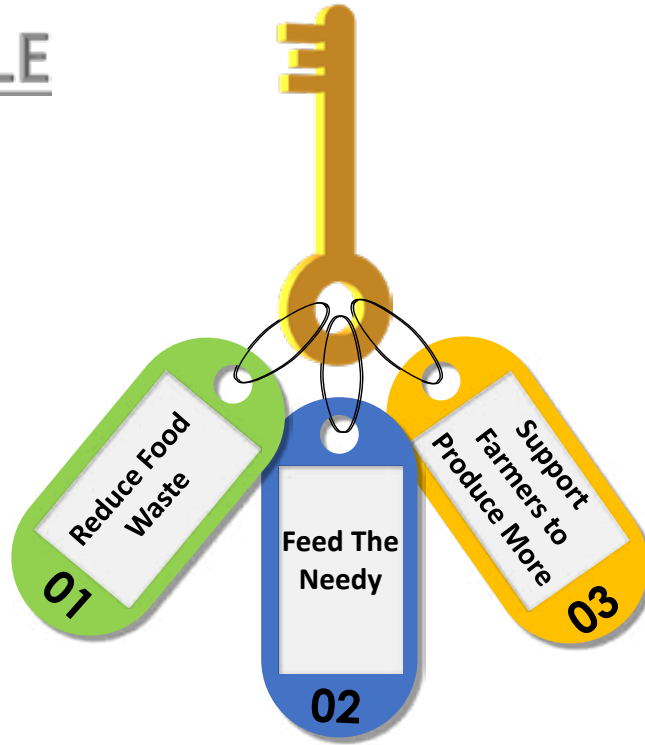 LE
Reduce Food
Waste
01
Feed The
Needy
02
Support
Farmers to
Produce More
03